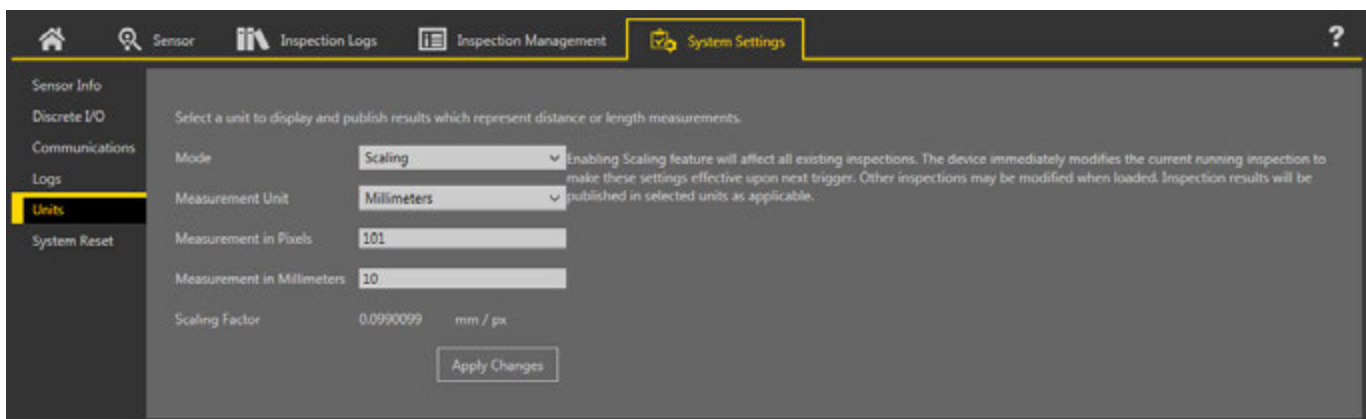 Sensor Inspection Logs Inspection Management System Settings ?
Sensor Info
Discrete I/O
Communications
Logs
Units
System Reset
Select a unit to display and publish results which represent distance or length measurements.
Mode Scaling
Enabling Scaling feature will affect all existing inspections. The device immediately modifies the current running inspection to
make these settings effective upon next trigger. Other inspections may be modified when loaded. Inspection results will be
published in selected units as applicable.
Measurement Unit Millimeters
Measurement in Pixels 101
Measurement in Millimeters 10
Scaling Factor 0.0990099 mm / px
Apply Changes